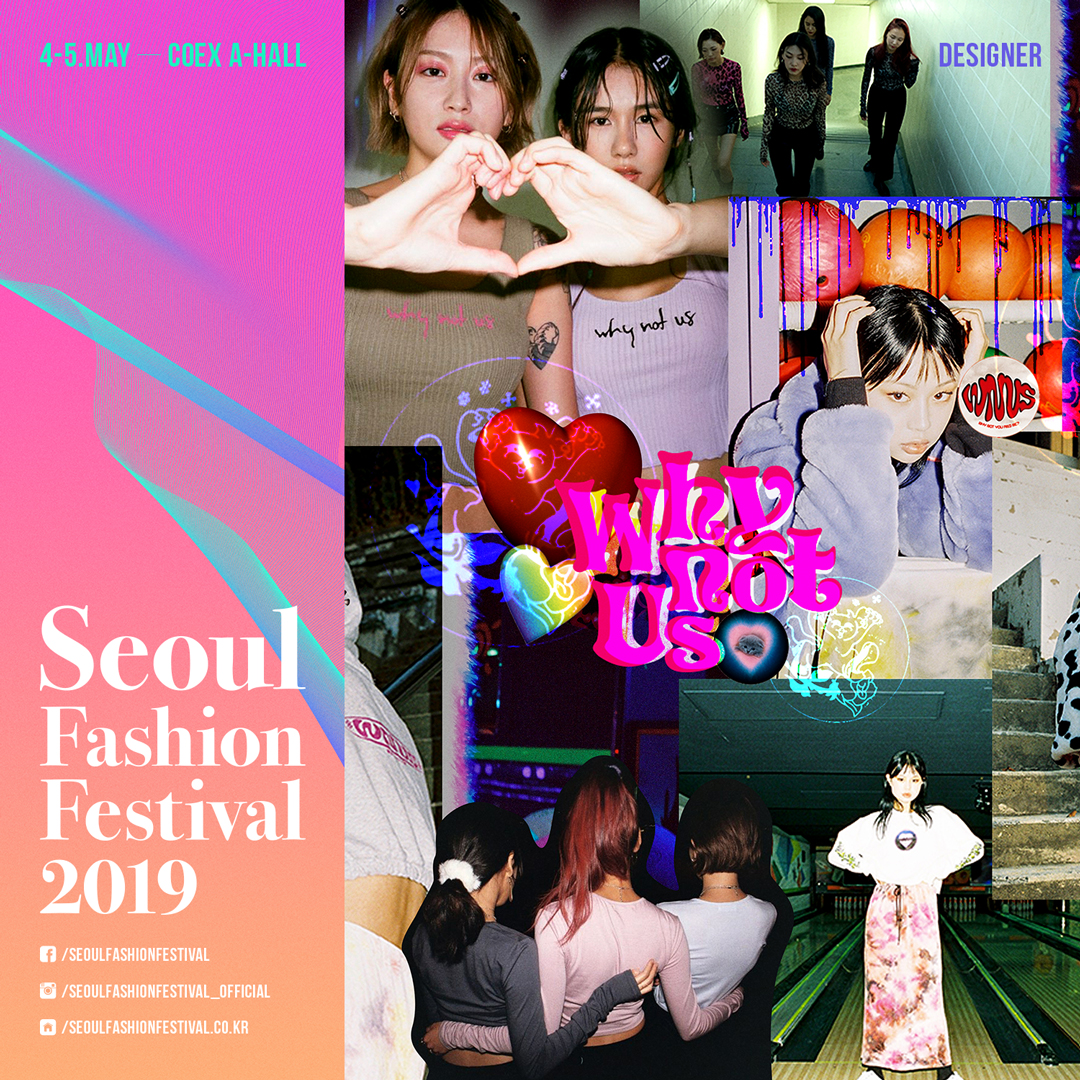 4-5.MAY — COEX A-HALL
DESIGNER
why not us
why not us
WNUS
Why
not
Us
Seoul
Fashion
Festival
2019
/SEOULFASHIONFESTIVAL
/SEOULFASHIONFESTIVAL_OFFICIAL
/SEOULFASHIONFESTIVAL.CO.KR